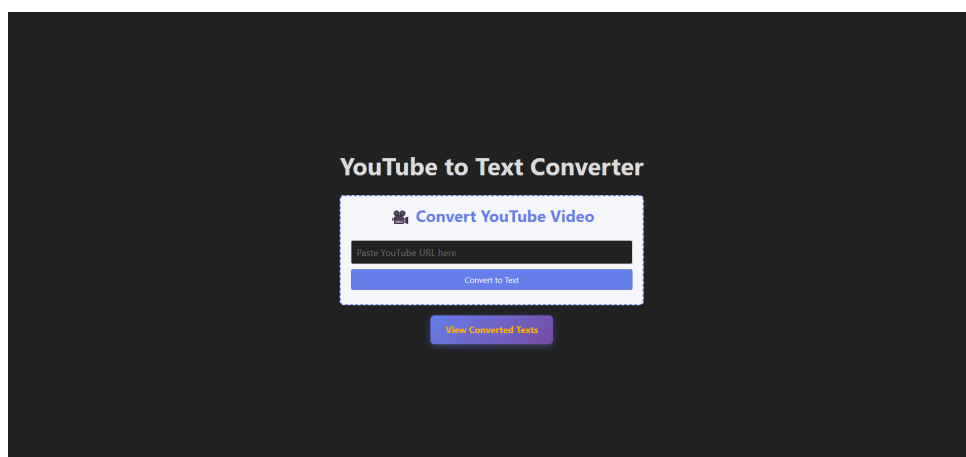 YouTube to Text Converter
🎥 Convert YouTube Video
Paste YouTube URL here
Convert to Text
View Converted Texts